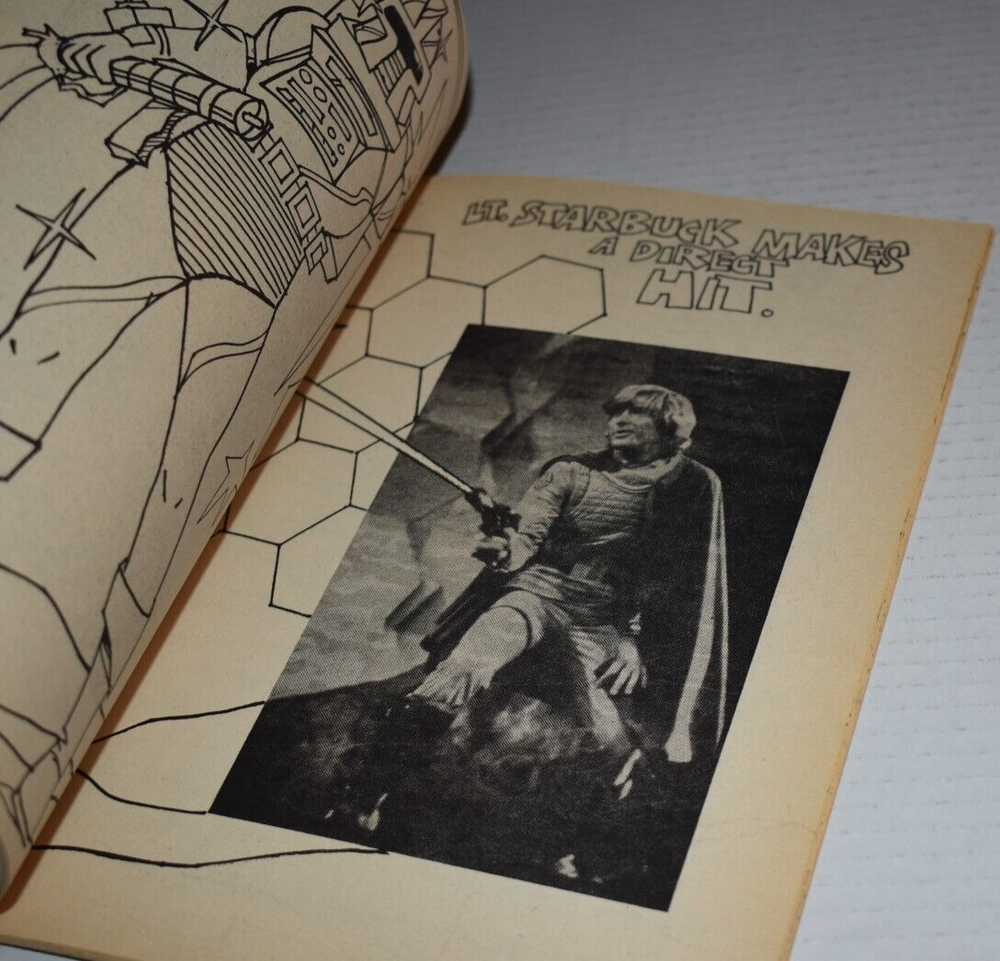 LT. STARBUCK MAKES
A DIRECT
HIT.